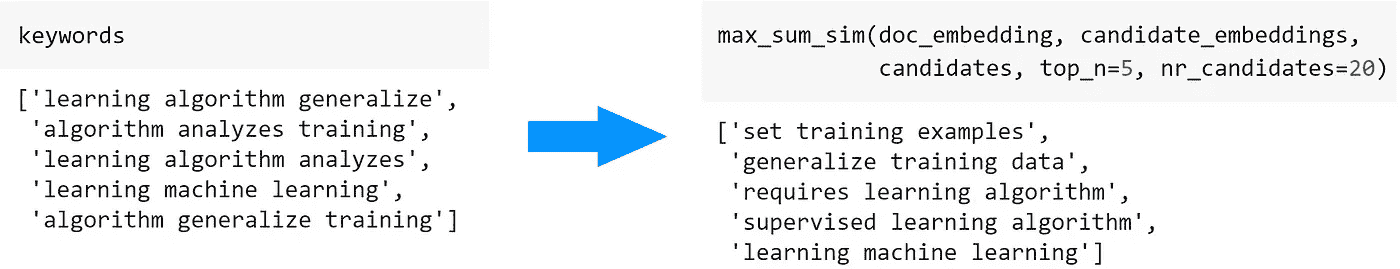 keywords
['learning algorithm generalize',
'algorithm analyzes training',
'learning algorithm analyzes',
'learning machine learning',
'algorithm generalize training']
max_sum_sim(doc_embedding, candidate_embeddings,
candidates, top_n=5, nr_candidates=20)
['set training examples',
'generalize training data',
'requires learning algorithm',
'supervised learning algorithm',
'learning machine learning']